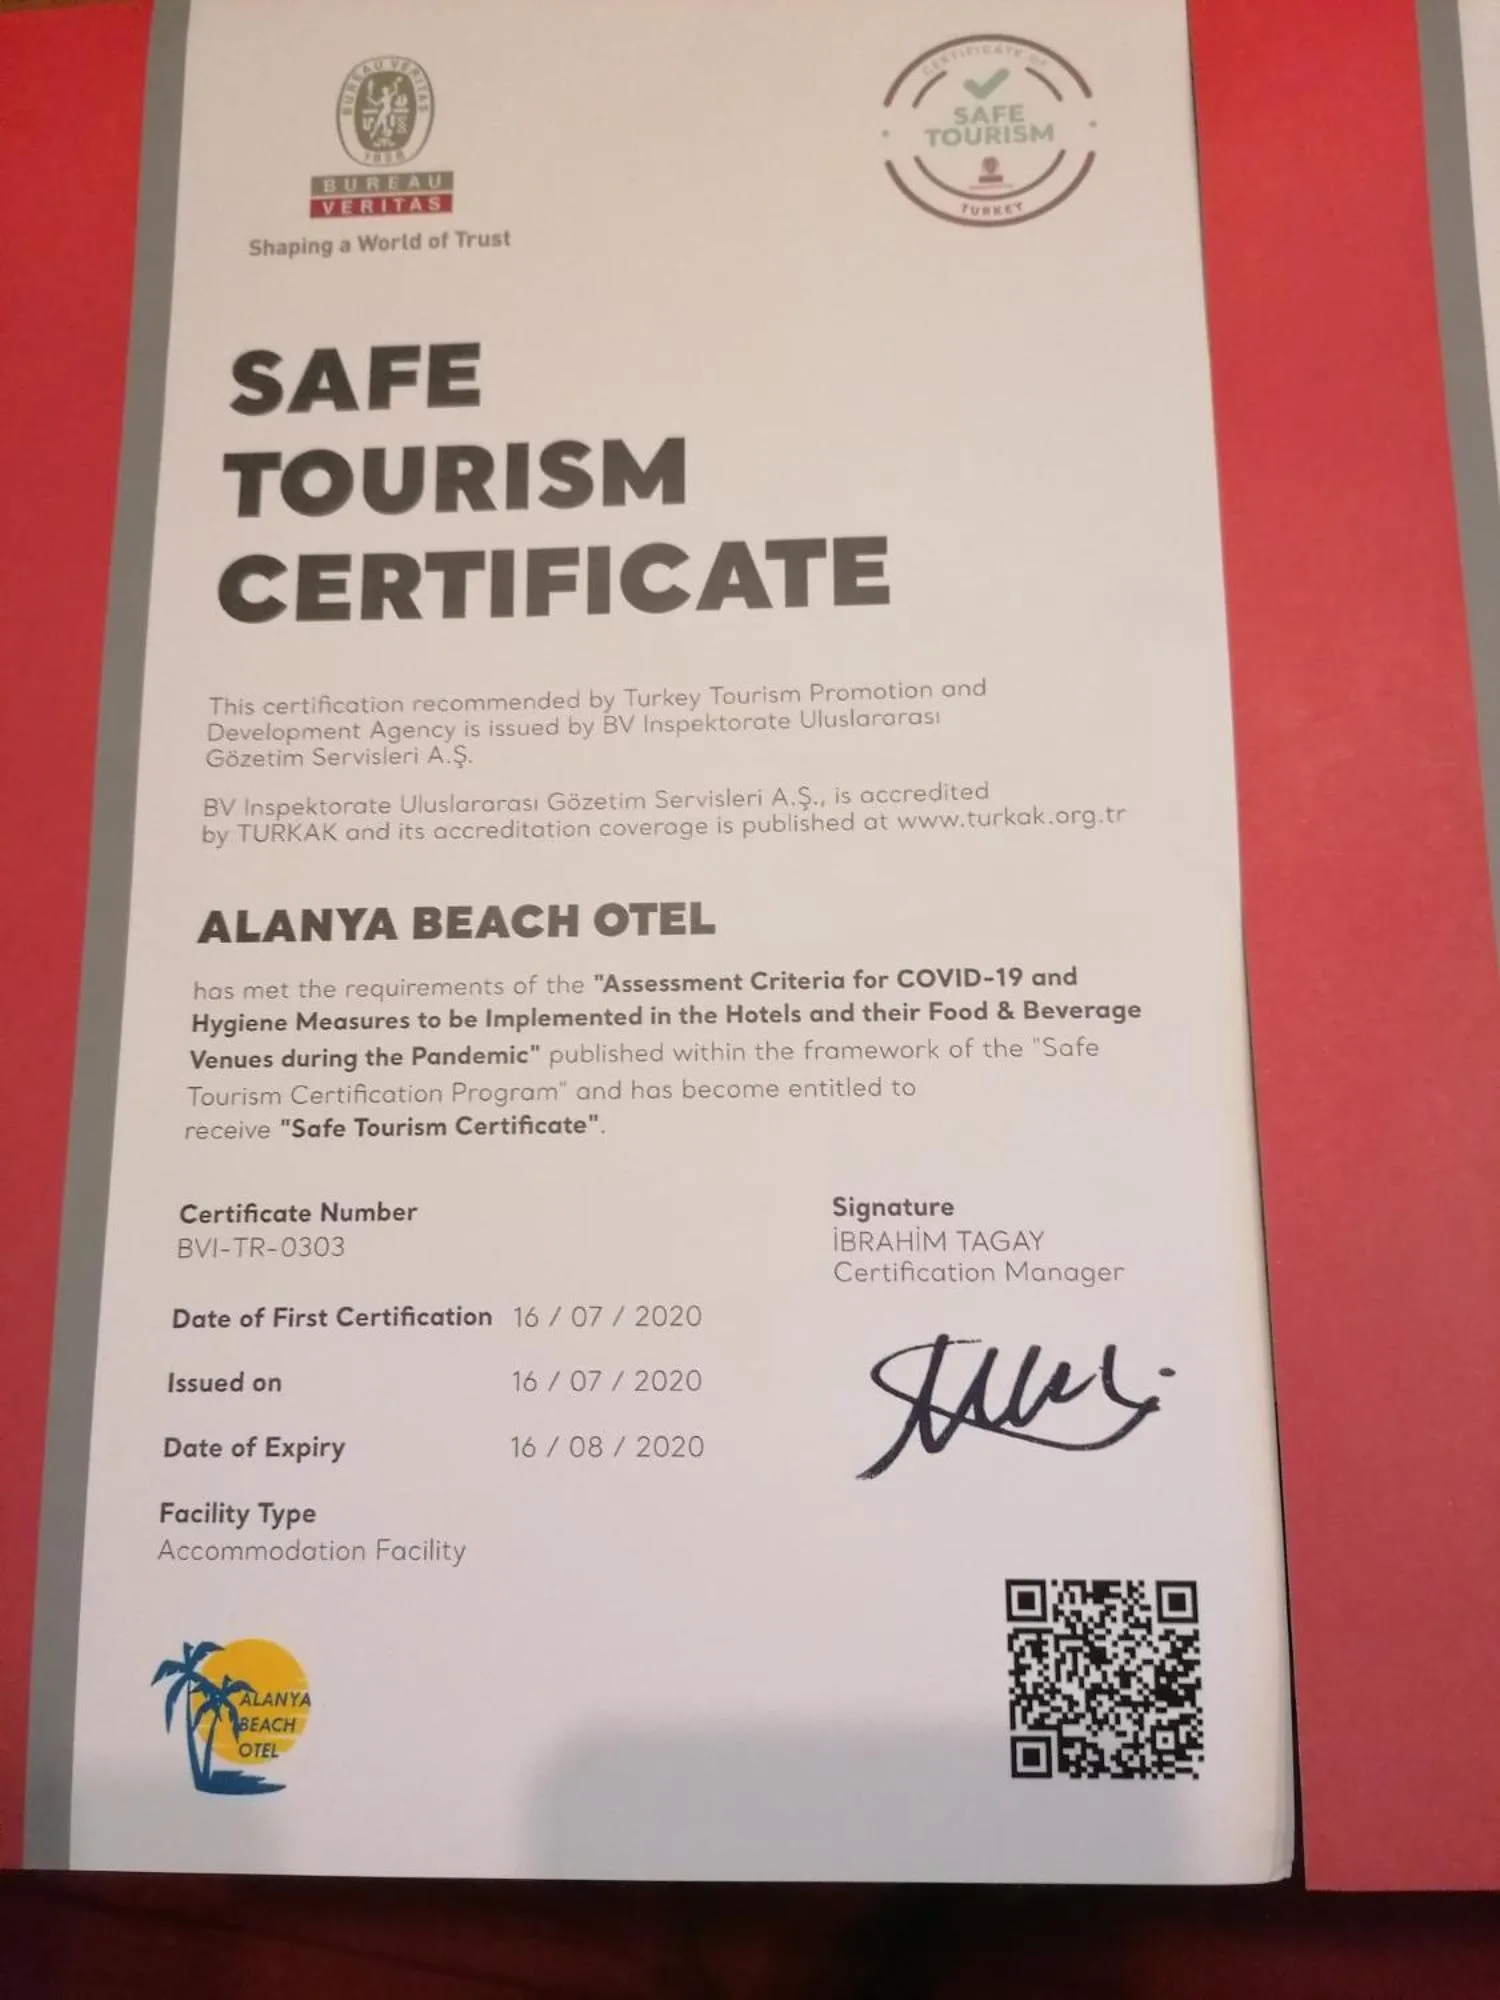 BUREAU VERITAS
1828
BUREAU
VERITAS
Shaping a World of Trust
CERTIFICATE OF
SAFE
TOURISM
TURKEY
SAFE
TOURISM
CERTIFICATE
This certification recommended by Turkey Tourism Promotion and
Development Agency is issued by BV Inspektorate Uluslararası
Gözetim Servisleri A.Ş.
BV Inspektorate Uluslararası Gözetim Servisleri A.Ş., is accredited
by TURKAK and its accreditation coverage is published at www.turkak.org.tr
ALANYA BEACH OTEL
has met the requirements of the "Assessment Criteria for COVID-19 and
Hygiene Measures to be Implemented in the Hotels and their Food & Beverage
Venues during the Pandemic" published within the framework of the "Safe
Tourism Certification Program" and has become entitled to
receive "Safe Tourism Certificate".
Certificate Number
BVI-TR-0303
Signature
İBRAHİM TAGAY
Certification Manager
Date of First Certification 16 / 07 / 2020
Issued on 16 / 07 / 2020
Date of Expiry 16 / 08 / 2020
Facility Type
Accommodation Facility
ALANYA
BEACH
OTEL